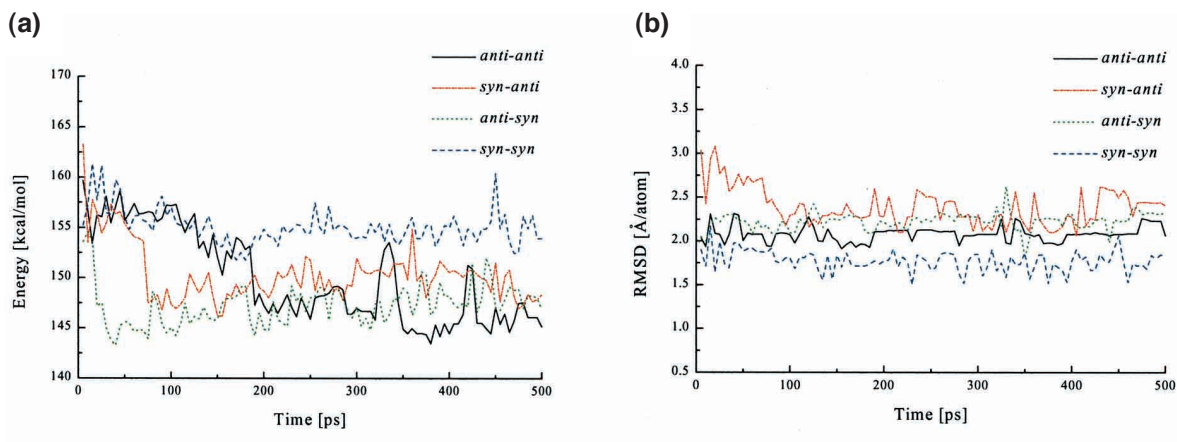 (a)
anti-anti
syn-anti
anti-syn
syn-syn
170
165
160
155
150
145
140
Energy [kcal/mol]
0 100 200 300 400 500
Time [ps]
(b)
anti-anti
syn-anti
anti-syn
syn-syn
4.0
3.5
3.0
2.5
2.0
1.5
1.0
0.5
RMSD [Å/atom]
0 100 200 300 400 500
Time [ps]